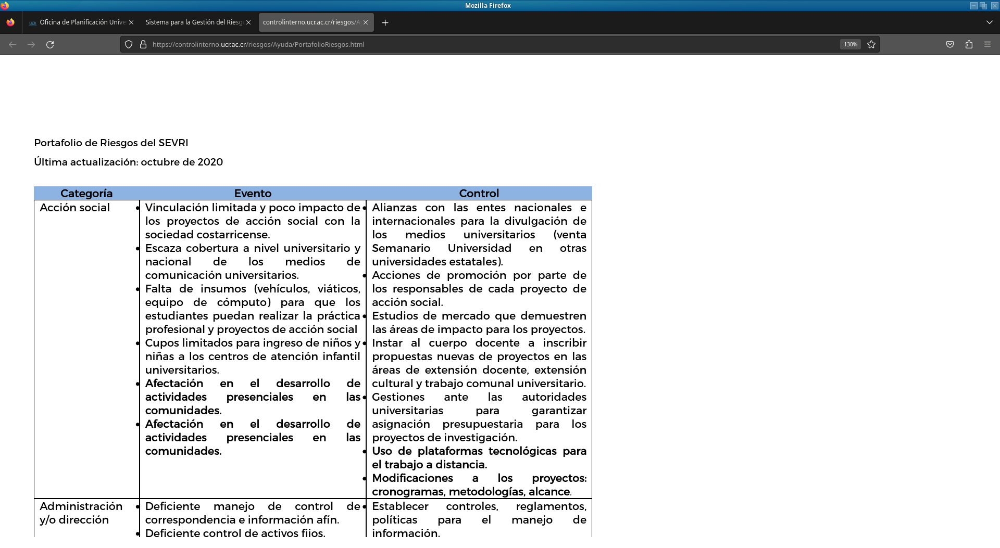 Mozilla Firefox
Oficina de Planificación Unive
Sistema para la Gestión del Riesg
controlinterno.ucr.ac.cr/riesgos/A
https://controlinterno.ucr.ac.cr/riesgos/Ayuda/PortafolioRiesgos.html
130%
Portafolio de Riesgos del SEVRI
Última actualización: octubre de 2020
Categoría Evento Control
Acción social
• Vinculación limitada y poco impacto de
los proyectos de acción social con la
sociedad costarricense.
• Escaza cobertura a nivel universitario y
nacional de los medios de
comunicación universitarios.
• Falta de insumos (vehículos, viáticos,
equipo de cómputo) para que los
estudiantes puedan realizar la práctica
profesional y proyectos de acción social
• Cupos limitados para ingreso de niños y
niñas a los centros de atención infantil
universitarios.
• Afectación en el desarrollo de
actividades presenciales en las
comunidades.
• Afectación en el desarrollo de
actividades presenciales en las
comunidades.
• Alianzas con las entes nacionales e
internacionales para la divulgación de
los medios universitarios (venta
Semanario Universidad en otras
universidades estatales).
• Acciones de promoción por parte de
los responsables de cada proyecto de
acción social.
• Estudios de mercado que demuestren
las áreas de impacto para los proyectos.
• Instar al cuerpo docente a inscribir
propuestas nuevas de proyectos en las
áreas de extensión docente, extensión
cultural y trabajo comunal universitario.
• Gestiones ante las autoridades
universitarias para garantizar
asignación presupuestaria para los
proyectos de investigación.
• Uso de plataformas tecnológicas para
el trabajo a distancia.
• Modificaciones a los proyectos:
cronogramas, metodologías, alcance.
Administración
y/o dirección
• Deficiente manejo de control de
correspondencia e información afín.
• Deficiente control de activos fijos.
• Establecer controles, reglamentos,
políticas para el manejo de
información.